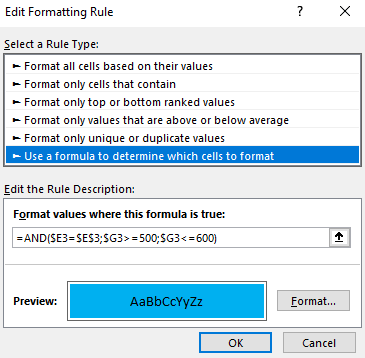 Edit Formatting Rule ? ×
Select a Rule Type:
► Format all cells based on their values
► Format only cells that contain
► Format only top or bottom ranked values
► Format only values that are above or below average
► Format only unique or duplicate values
► Use a formula to determine which cells to format
Edit the Rule Description:
Format values where this formula is true:
=AND($E3=$E$3;$G3>=500;$G3<=600)
Preview: AaBbCcYyZz Format...
OK Cancel